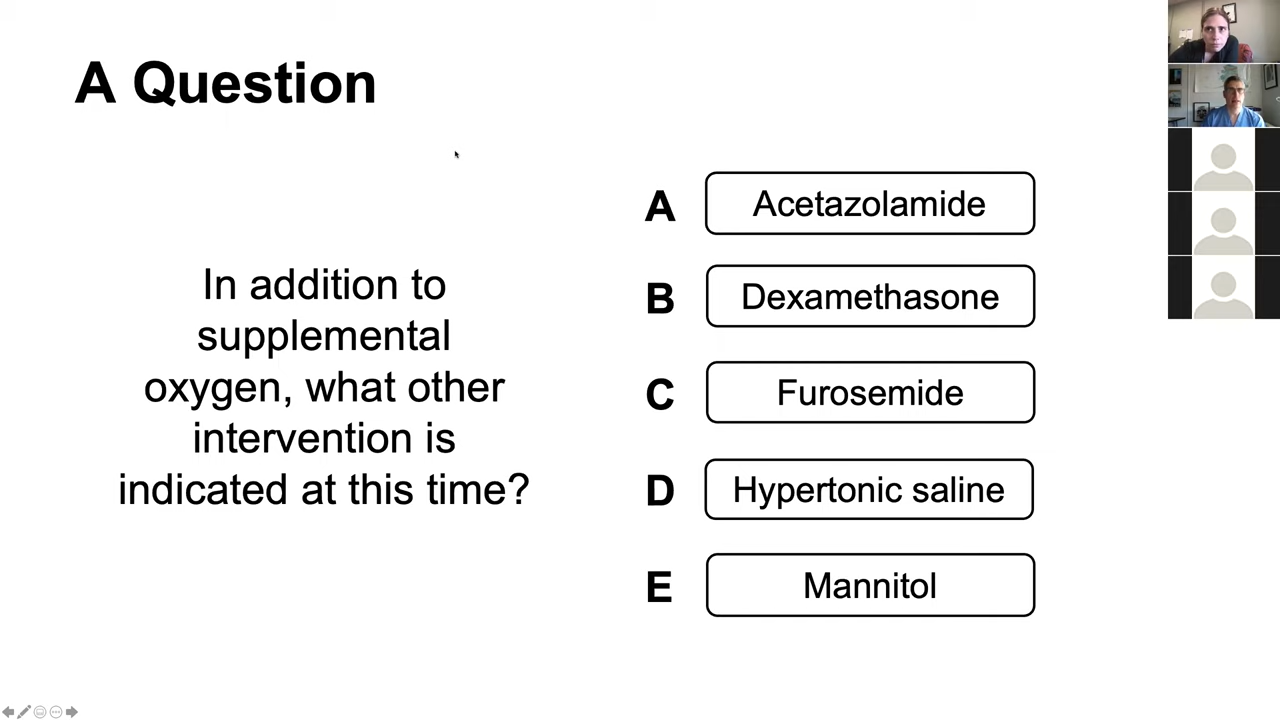 A Question
In addition to
supplemental
oxygen, what other
intervention is
indicated at this time?
A Acetazolamide
B Dexamethasone
C Furosemide
D Hypertonic saline
E Mannitol